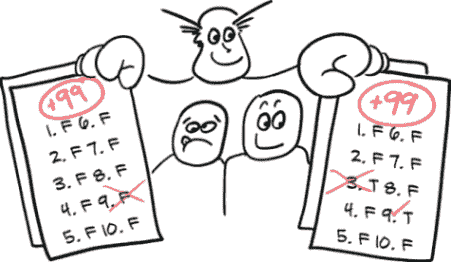 +99
1. F 6. F
2. F 7. F
3. F 8. F
4. F 9. F
5. F 10. F
+99
1. F 6. F
2. F 7. F
3. T 8. F
4. F 9. T
5. F 10. F